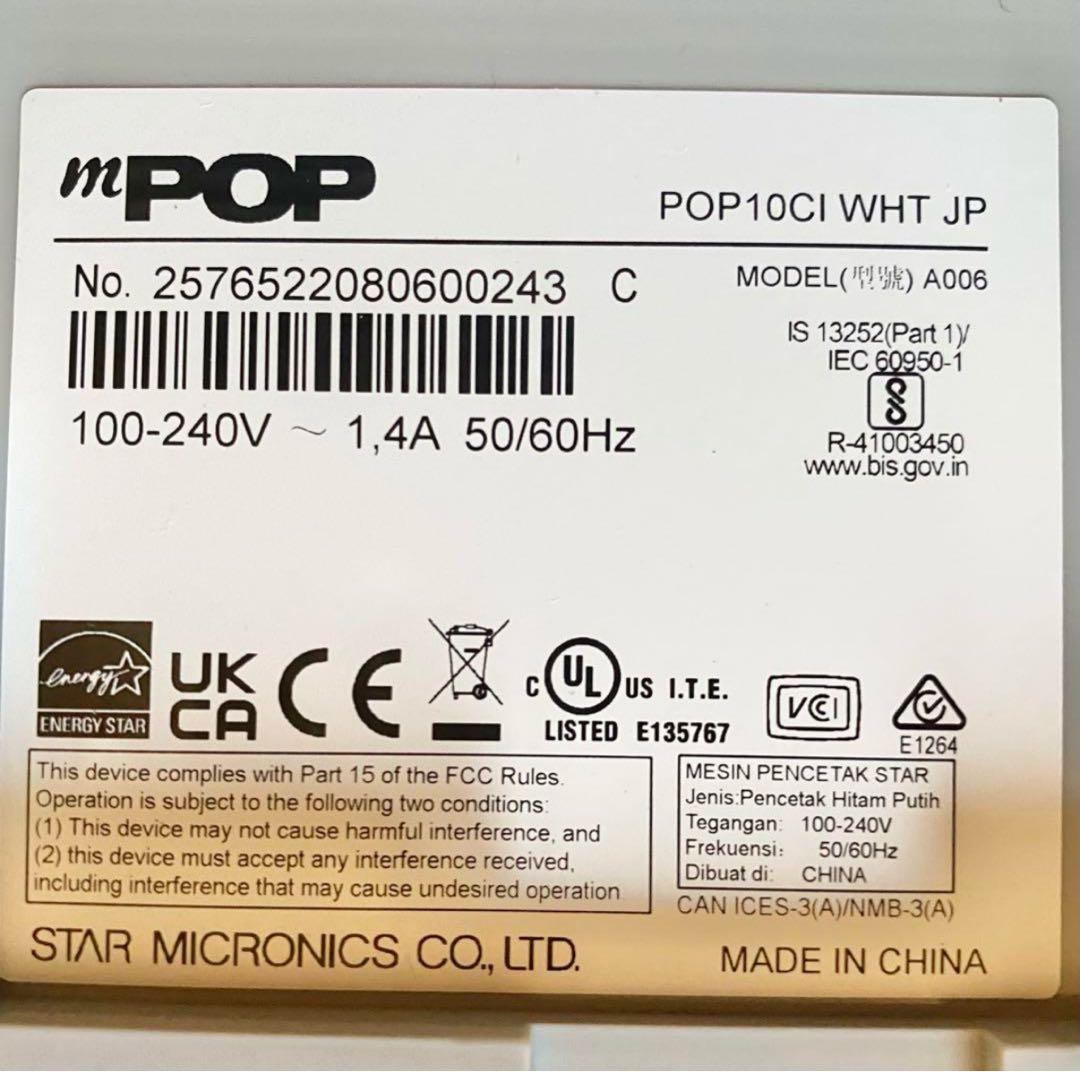 mPOP
POP10CI WHT JP
No. 2576522080600243 C
MODEL(型號) A006
100-240V ～ 1,4A 50/60Hz
IS 13252(Part 1)/
IEC 60950-1
R-41003450
www.bis.gov.in
energy
ENERGY STAR
UK
CA
CE
C UL US I.T.E.
LISTED E135767
VCI
E1264
This device complies with Part 15 of the FCC Rules.
Operation is subject to the following two conditions:
(1) This device may not cause harmful interference, and
(2) this device must accept any interference received,
including interference that may cause undesired operation
MESIN PENCETAK STAR
Jenis:Pencetak Hitam Putih
Tegangan: 100-240V
Frekuensi: 50/60Hz
Dibuat di: CHINA
CAN ICES-3(A)/NMB-3(A)
STAR MICRONICS CO., LTD.
MADE IN CHINA